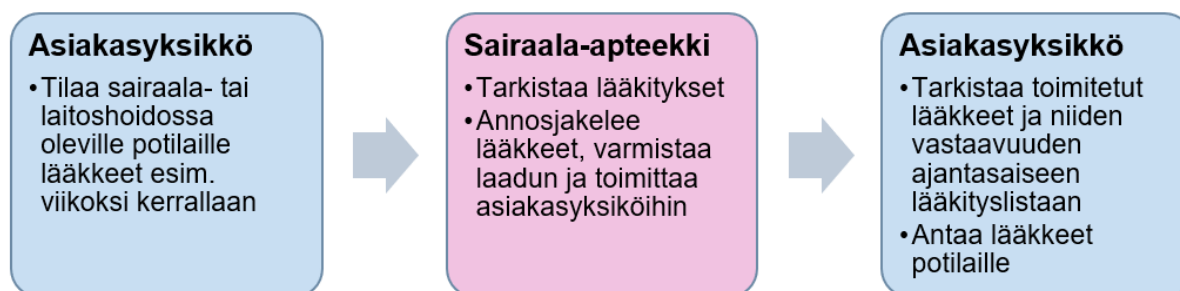 Asiakasyksikkö
•Tilaa sairaala- tai
laitoshoidossa
oleville potilaille
lääkkeet esim.
viikoksi kerrallaan
Sairaala-apteekki
•Tarkistaa lääkitykset
•Annosjakelee
lääkkeet, varmistaa
laadun ja toimittaa
asiakasyksiköihin
Asiakasyksikkö
•Tarkistaa toimitetut
lääkkeet ja niiden
vastaavuuden
ajantasaiseen
lääkityslistaan
•Antaa lääkkeet
potilaille